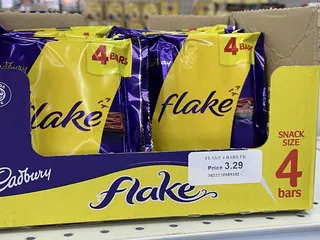 Cadbury
4
BARS
flake
4
BARS
flake
FLAKE 4 BARS PK
Price 3.29
Cadbury
flake
SNACK
SIZE
4
bars